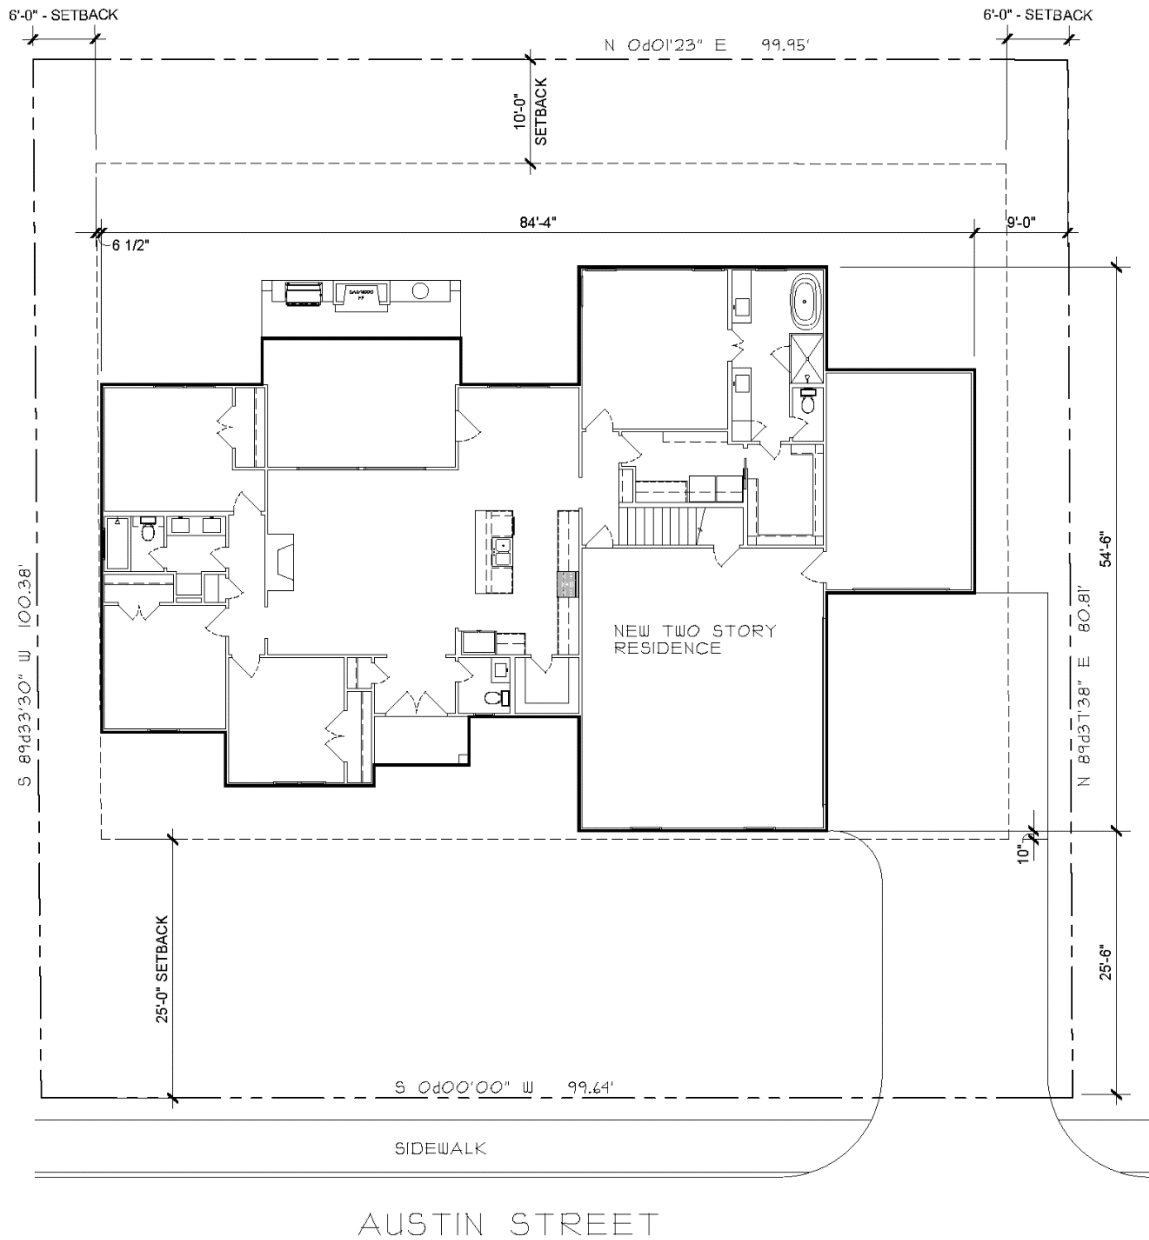 6'-0" - SETBACK
6'-0" - SETBACK
N 0d01'23" E 99.95'
10'-0"
SETBACK
84'-4"
9'-0"
6 1/2"
54'-6"
S 89d33'30" W 100.38'
NEW TWO STORY
RESIDENCE
N 89d37'38" E 80.81'
10"
25'-0" SETBACK
25'-6"
S 0d00'00" W 99.64'
SIDEWALK
AUSTIN STREET